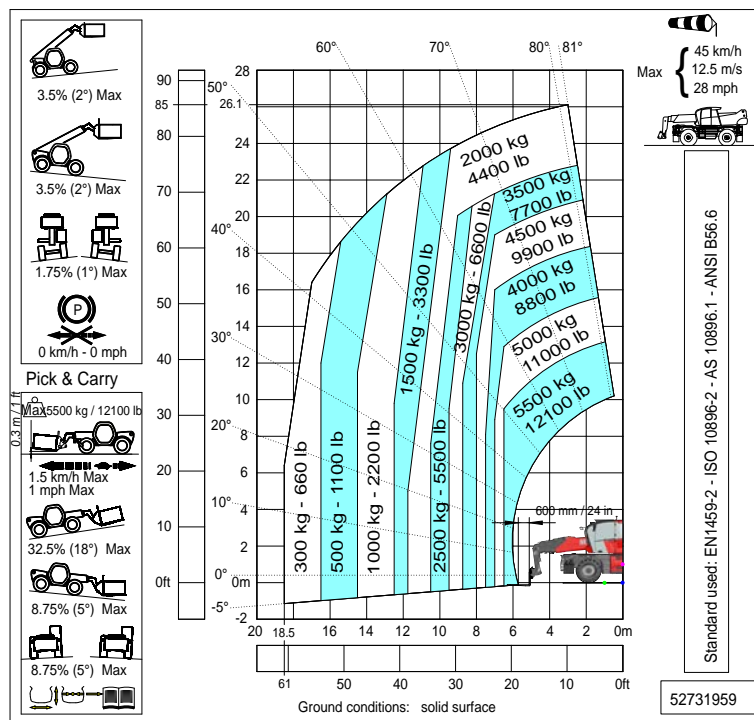 3.5% (2°) Max
3.5% (2°) Max
1.75% (1°) Max
P
0 km/h - 0 mph
Pick & Carry
0.3 m / 1 ft
Max 5500 kg / 12100 lb
1.5 km/h Max
1 mph Max
32.5% (18°) Max
8.75% (5°) Max
8.75% (5°) Max
90
85
80
70
60
50
40
30
20
10
0ft
28
26.1
24
22
20
18
16
14
12
10
8
6
4
2
0m
-2
-5°
0°
10°
20°
30°
40°
50°
60°
70°
80°
81°
300 kg - 660 lb
500 kg - 1100 lb
1000 kg - 2200 lb
1500 kg - 3300 lb
2500 kg - 5500 lb
3000 kg - 6600 lb
2000 kg
4400 lb
3500 kg
7700 lb
4500 kg
9900 lb
4000 kg
8800 lb
5000 kg
11000 lb
5500 kg
12100 lb
600 mm / 24 in
20 18.5 16 14 12 10 8 6 4 2 0m
61 50 40 30 20 10 0ft
Ground conditions: solid surface
Max { 45 km/h
12.5 m/s
28 mph
Standard used: EN1459-2 - ISO 10896-2 - AS 10896.1 - ANSI B56.6
52731959